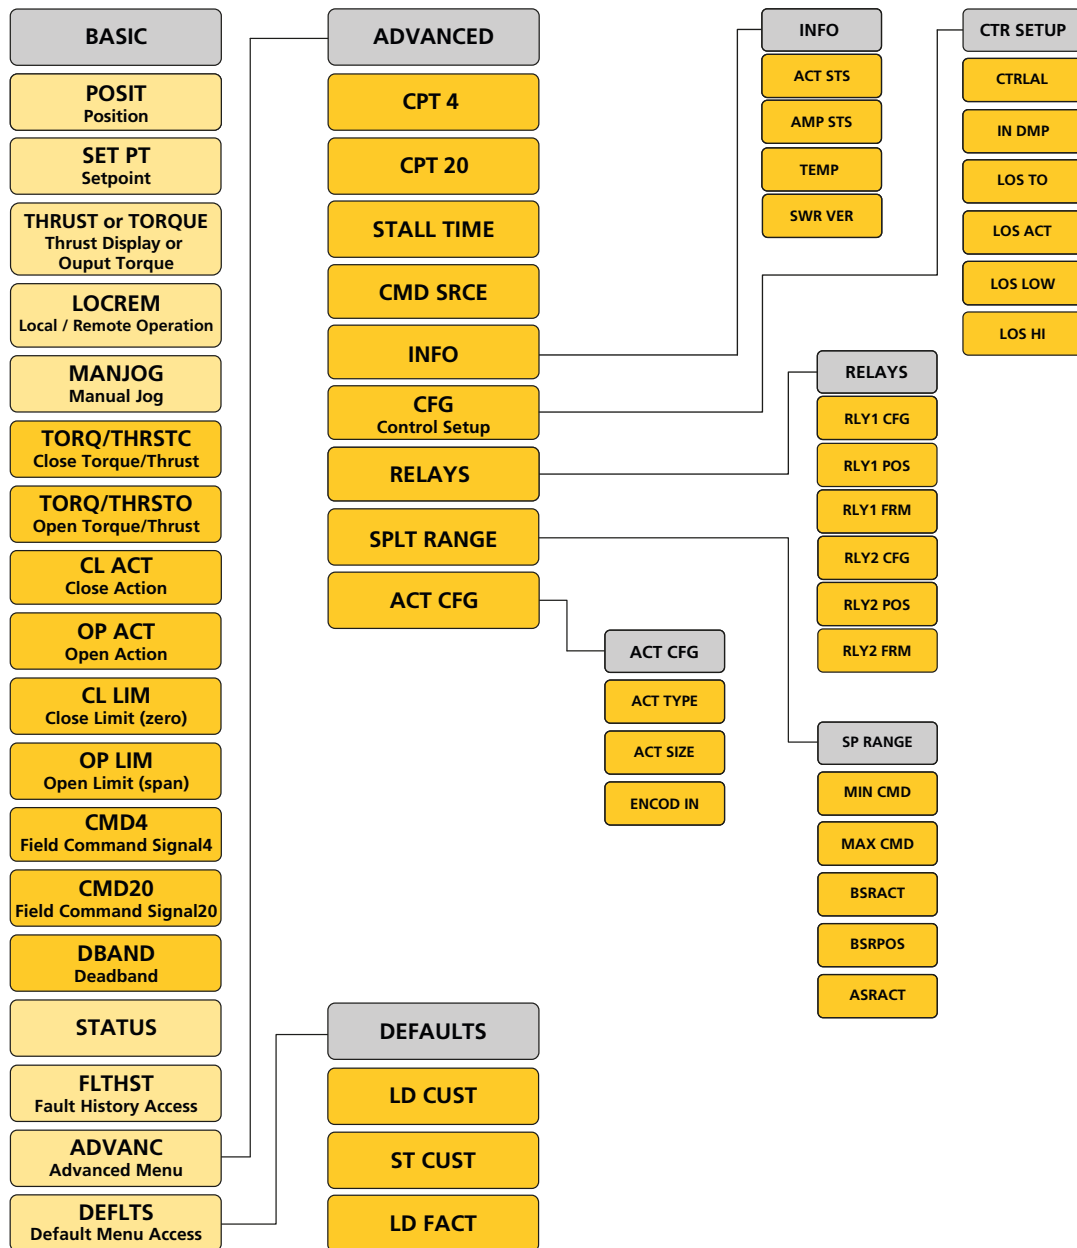 BASIC
POSIT
Position
SET PT
Setpoint
THRUST or TORQUE
Thrust Display or
Ouput Torque
LOCREM
Local / Remote Operation
MANJOG
Manual Jog
TORQ/THRSTC
Close Torque/Thrust
TORQ/THRSTO
Open Torque/Thrust
CL ACT
Close Action
OP ACT
Open Action
CL LIM
Close Limit (zero)
OP LIM
Open Limit (span)
CMD4
Field Command Signal4
CMD20
Field Command Signal20
DBAND
Deadband
STATUS
FLTHST
Fault History Access
ADVANC
Advanced Menu
DEFLTS
Default Menu Access
ADVANCED
CPT 4
CPT 20
STALL TIME
CMD SRCE
INFO
CFG
Control Setup
RELAYS
SPLT RANGE
ACT CFG
DEFAULTS
LD CUST
ST CUST
LD FACT
ACT CFG
ACT TYPE
ACT SIZE
ENCOD IN
INFO
ACT STS
AMP STS
TEMP
SWR VER
RELAYS
RLY1 CFG
RLY1 POS
RLY1 FRM
RLY2 CFG
RLY2 POS
RLY2 FRM
SP RANGE
MIN CMD
MAX CMD
BSRACT
BSRPOS
ASRACT
CTR SETUP
CTRLAL
IN DMP
LOS TO
LOS ACT
LOS LOW
LOS HI